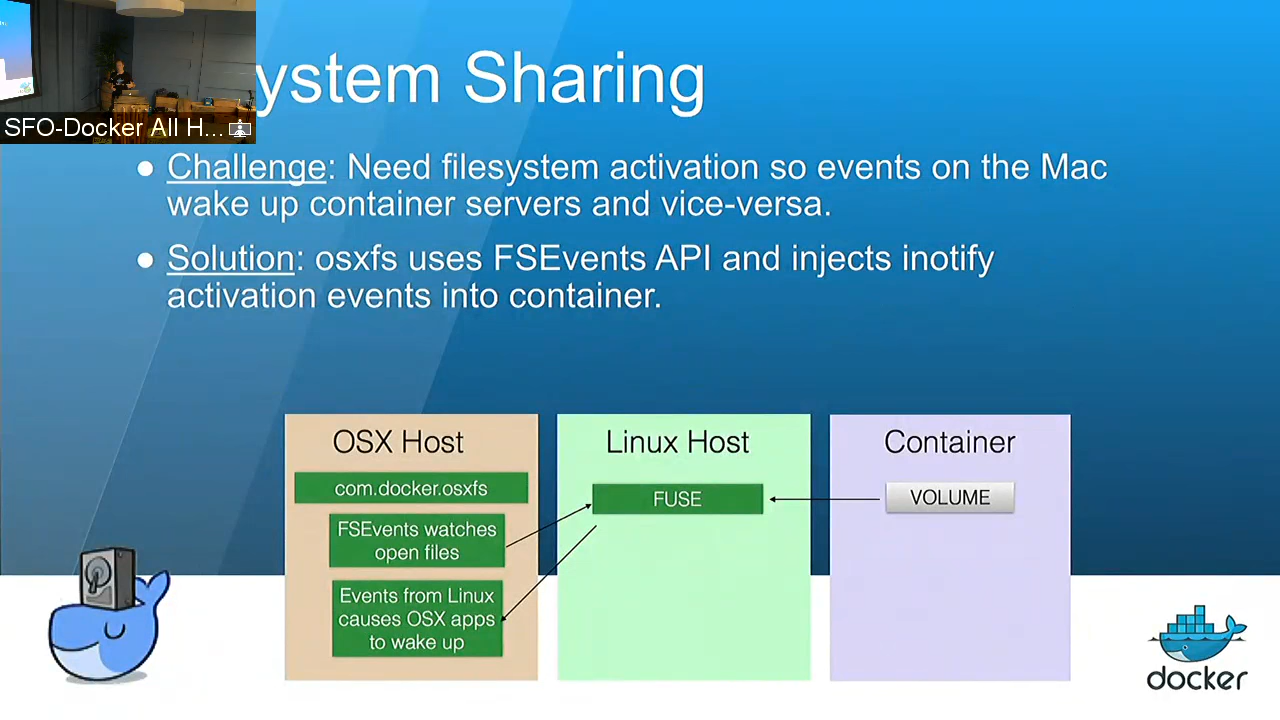 ystem Sharing
SFO-Docker All H...
• Challenge: Need filesystem activation so events on the Mac
wake up container servers and vice-versa.
• Solution: osxfs uses FSEvents API and injects inotify
activation events into container.
OSX Host
com.docker.osxfs
FSEvents watches
open files
Events from Linux
causes OSX apps
to wake up
Linux Host
FUSE
Container
VOLUME
docker